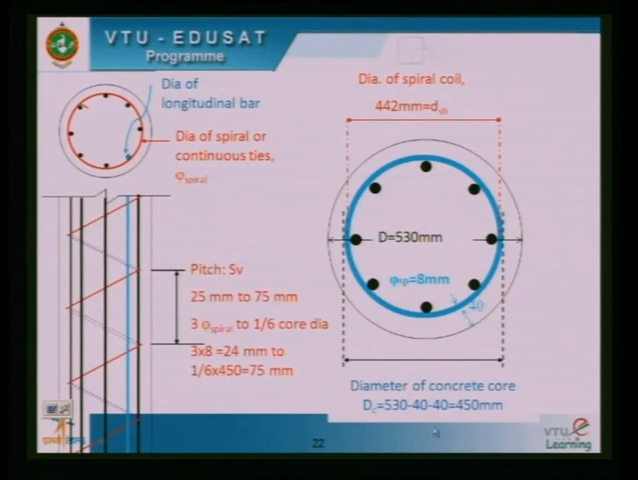 VTU - EDUSAT
Programme
Dia of
longitudinal bar
Dia of spiral or
continuous ties,
φspiral
Pitch: Sv
25 mm to 75 mm
3 φspiral to 1/6 core dia
3x8 =24 mm to
1/6x450=75 mm
Dia. of spiral coil,
442mm=dsh
D=530mm
φsp=8mm
40
Diameter of concrete core
Dc=530-40-40=450mm
22
VTU e
Learning